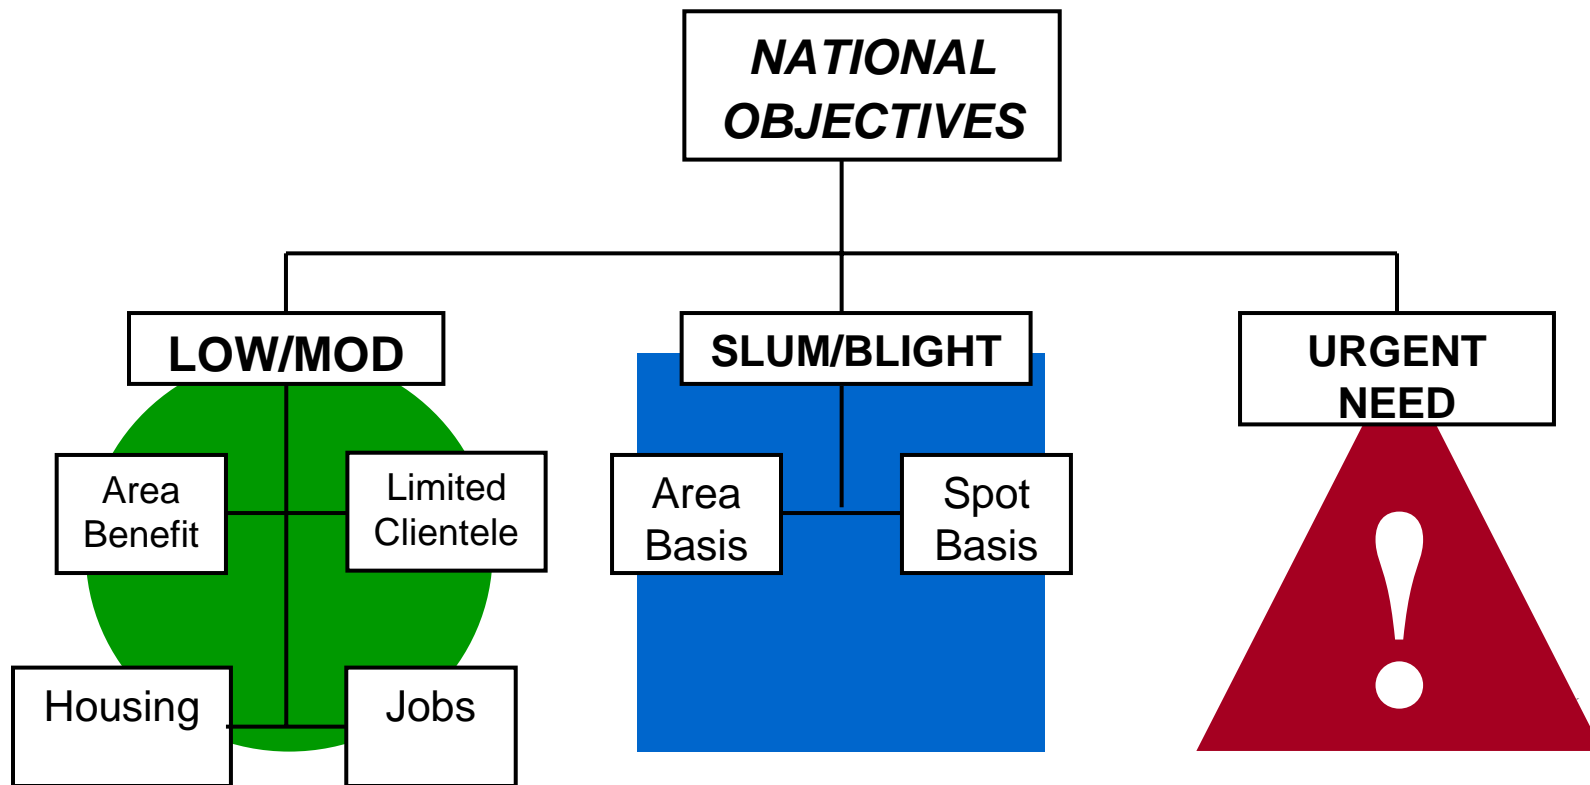 NATIONAL
OBJECTIVES
LOW/MOD
SLUM/BLIGHT
URGENT
NEED
Area
Benefit
Limited
Clientele
Area
Basis
Spot
Basis
!
Housing
Jobs